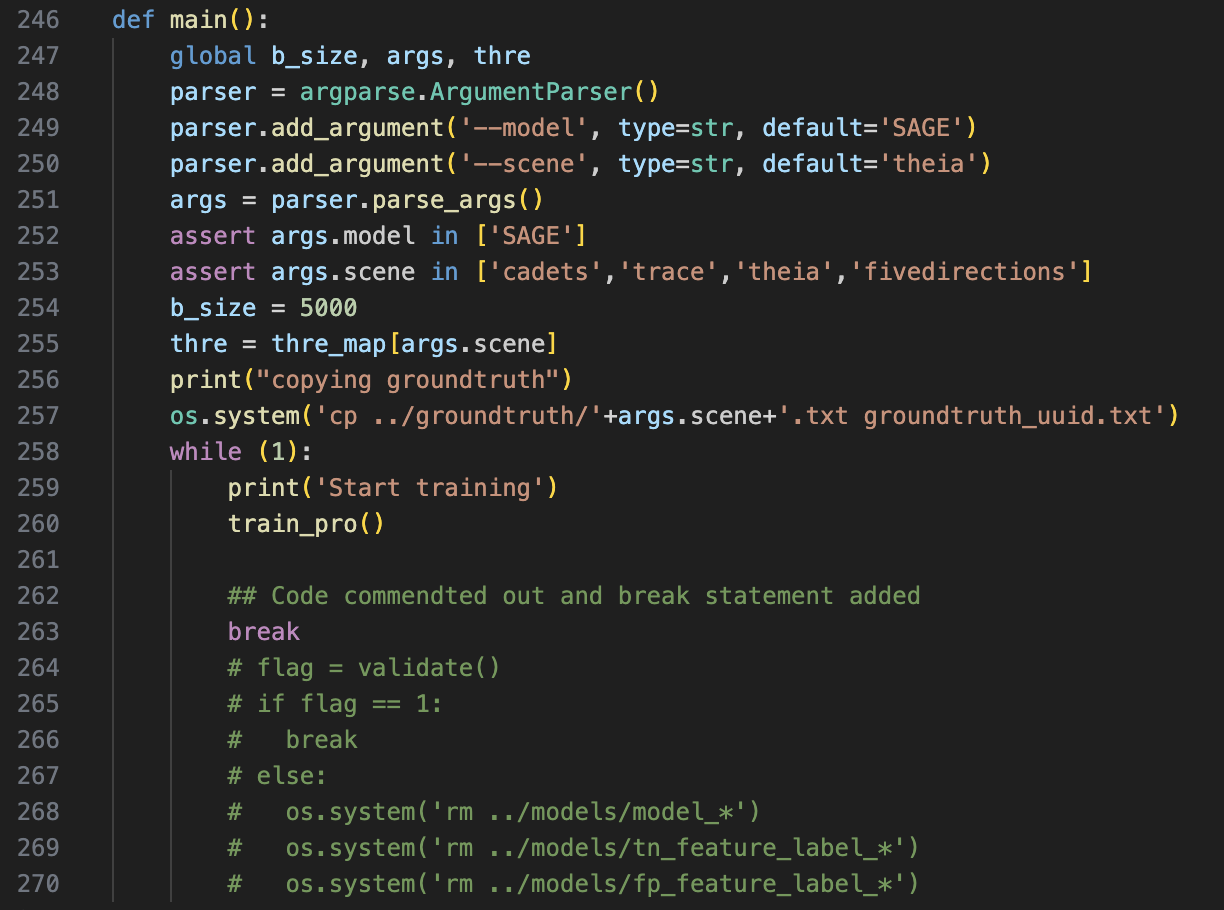 246 def main():
247     global b_size, args, thre
248     parser = argparse.ArgumentParser()
249     parser.add_argument('--model', type=str, default='SAGE')
250     parser.add_argument('--scene', type=str, default='theia')
251     args = parser.parse_args()
252     assert args.model in ['SAGE']
253     assert args.scene in ['cadets','trace','theia','fivedirections']
254     b_size = 5000
255     thre = thre_map[args.scene]
256     print("copying groundtruth")
257     os.system('cp ../groundtruth/'+args.scene+'.txt groundtruth_uuid.txt')
258     while (1):
259         print('Start training')
260         train_pro()
261
262         ## Code commendted out and break statement added
263         break
264         # flag = validate()
265         # if flag == 1:
266         #   break
267         # else:
268         #   os.system('rm ../models/model_*')
269         #   os.system('rm ../models/tn_feature_label_*')
270         #   os.system('rm ../models/fp_feature_label_*')